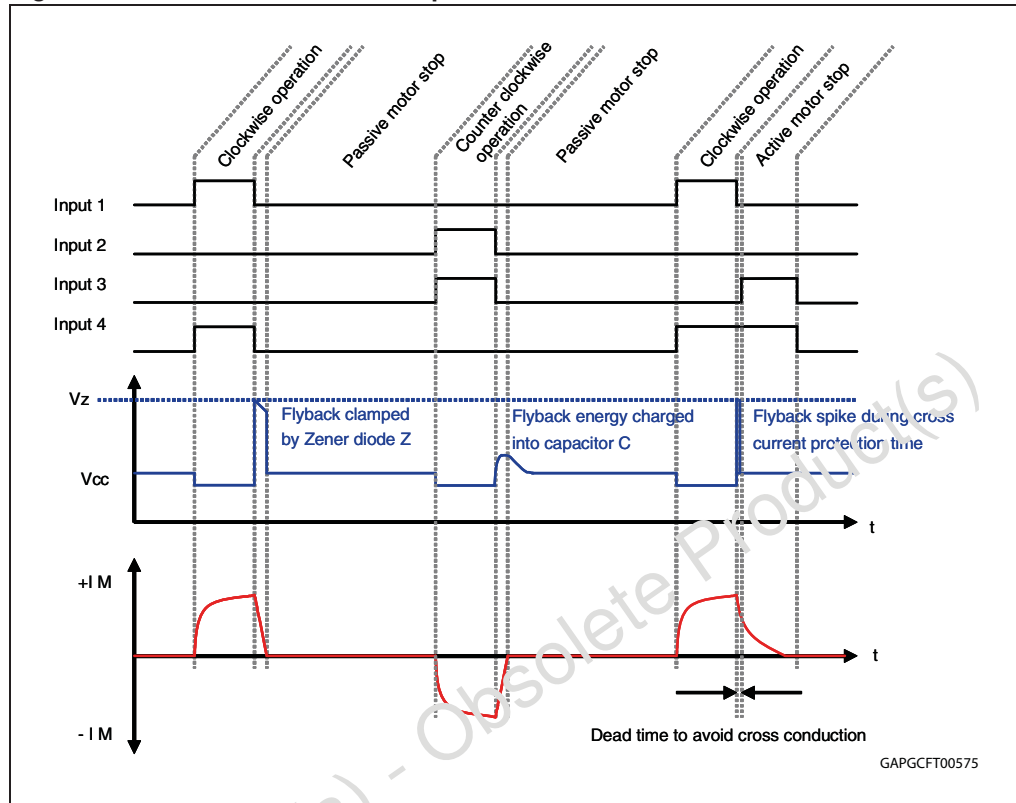 Clockwise operation
Passive motor stop
Counter clockwise
operation
Passive motor stop
Clockwise operation
Active motor stop
Input 1
Input 2
Input 3
Input 4
Vz
Flyback clamped
by Zener diode Z
Flyback energy charged
into capacitor C
Flyback spike during cross
current protection time
Vcc
t
+I M
t
- I M
Dead time to avoid cross conduction
GAPGCFT00575
) - Obsolete Product(s)